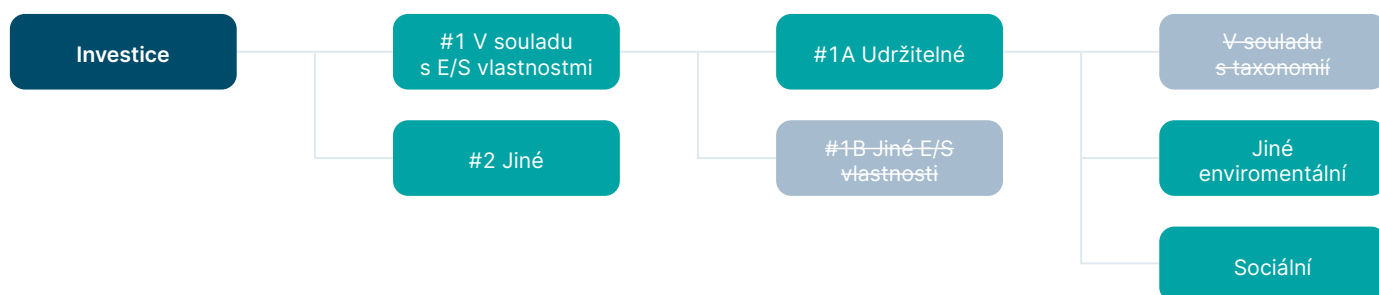 Investice
#1 V souladu
s E/S vlastnostmi
#1A Udržitelné
V souladu
s taxonomií
#2 Jiné
#1B Jiné E/S
vlastnosti
Jiné
enviromentální
Sociální